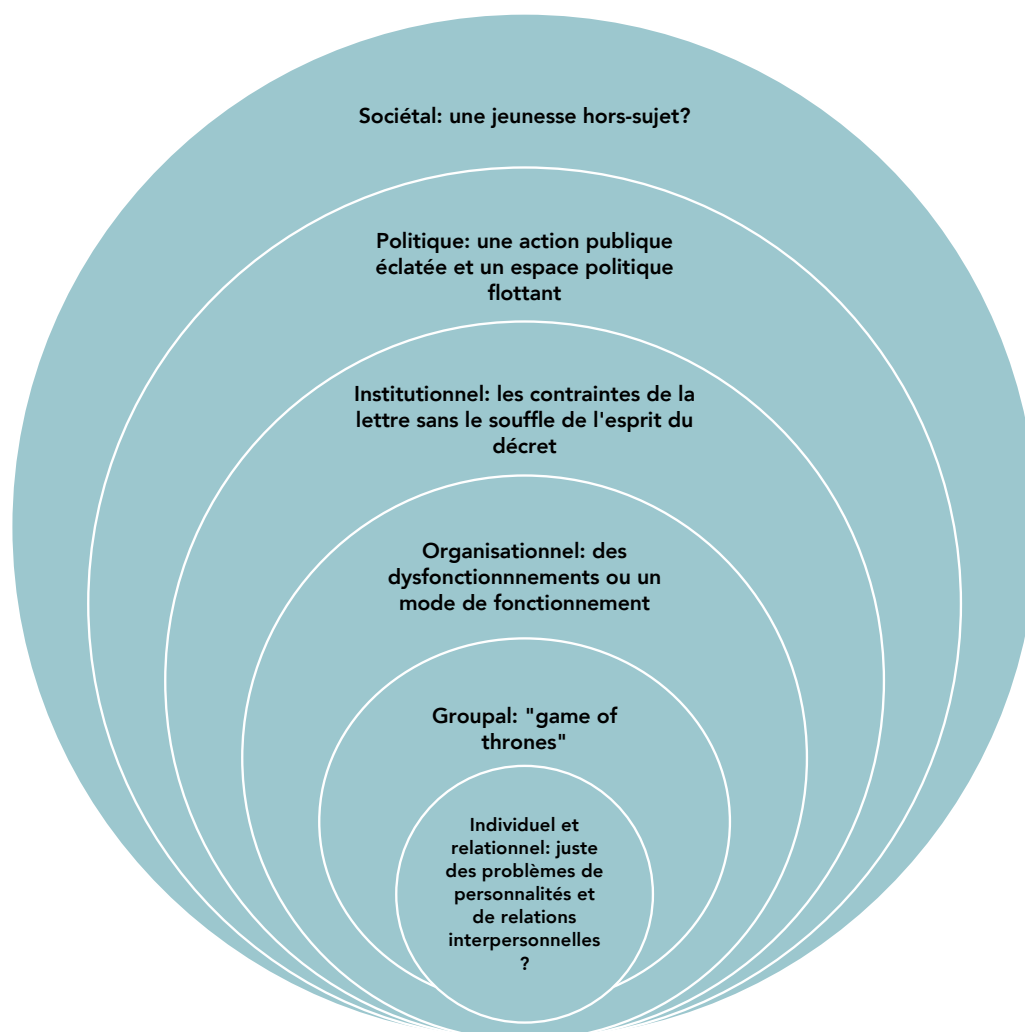 Sociétal: une jeunesse hors-sujet?
Politique: une action publique
éclatée et un espace politique
flottant
Institutionnel: les contraintes de la
lettre sans le souffle de l'esprit du
décret
Organisationnel: des
dysfonctionnnements ou un
mode de fonctionnement
Groupal: "game of
thrones"
Individuel et
relationnel: juste
des problèmes de
personnalités et
de relations
interpersonnelles
?